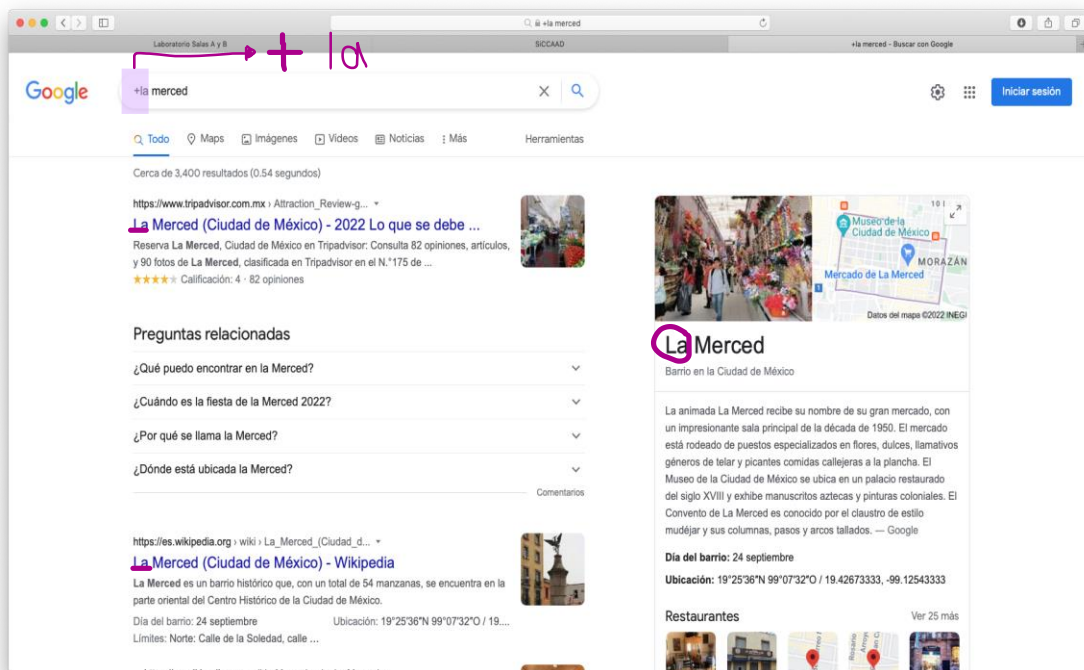 +la merced
Laboratorio Salas A y B
SiCCAAD
+la merced - Buscar con Google
+ la
Google
+la merced
Iniciar sesión
Todo
Maps
Imágenes
Videos
Noticias
Más
Herramientas
Cerca de 3,400 resultados (0.54 segundos)
https://www.tripadvisor.com.mx › Attraction_Review-g...
La Merced (Ciudad de México) - 2022 Lo que se debe ...
Reserva La Merced, Ciudad de México en Tripadvisor: Consulta 82 opiniones, artículos,
y 90 fotos de La Merced, clasificada en Tripadvisor en el N.°175 de ...
Calificación: 4 · 82 opiniones
Preguntas relacionadas
¿Qué puedo encontrar en la Merced?
¿Cuándo es la fiesta de la Merced 2022?
¿Por qué se llama la Merced?
¿Dónde está ubicada la Merced?
Comentarios
https://es.wikipedia.org › wiki › La_Merced_(Ciudad_d...
La Merced (Ciudad de México) - Wikipedia
La Merced es un barrio histórico que, con un total de 54 manzanas, se encuentra en la
parte oriental del Centro Histórico de la Ciudad de México.
Día del barrio: 24 septiembre
Ubicación: 19°25′36″N 99°07′32″O / 19....
Límites: Norte: Calle de la Soledad, calle ...
Museo de la
Ciudad de México
MORAZÁN
Mercado de La Merced
Datos del mapa ©2022 INEGI
La Merced
Barrio en la Ciudad de México
La animada La Merced recibe su nombre de su gran mercado, con
un impresionante sala principal de la década de 1950. El mercado
está rodeado de puestos especializados en flores, dulces, llamativos
géneros de telar y picantes comidas callejeras a la plancha. El
Museo de la Ciudad de México se ubica en un palacio restaurado
del siglo XVIII y exhibe manuscritos aztecas y pinturas coloniales. El
Convento de La Merced es conocido por el claustro de estilo
mudéjar y sus columnas, pasos y arcos tallados. — Google
Día del barrio: 24 septiembre
Ubicación: 19°25′36″N 99°07′32″O / 19.42673333, -99.12543333
Restaurantes
Ver 25 más